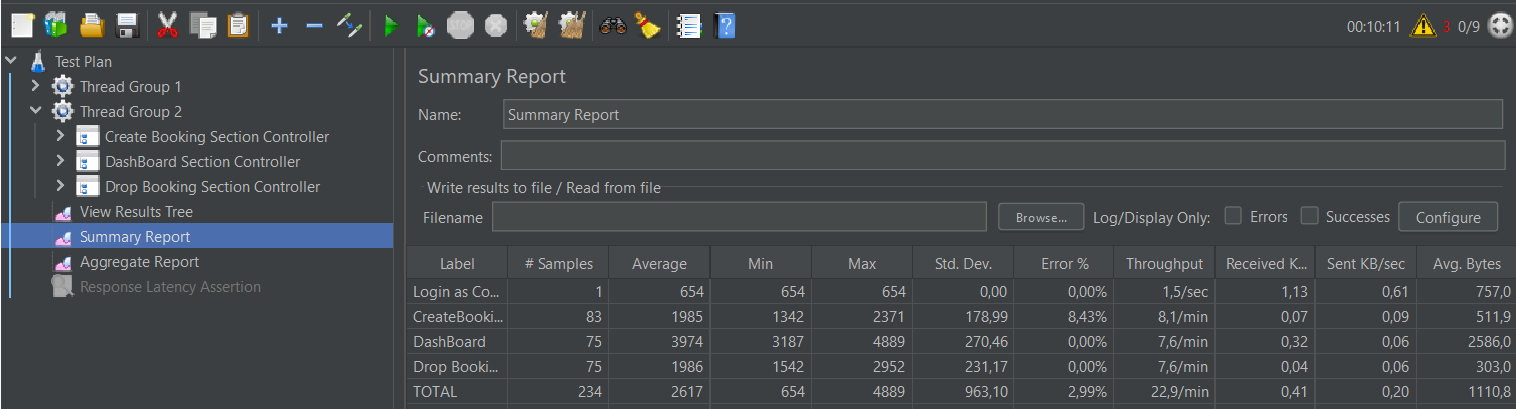 00:10:11 3 0/9
Test Plan
Thread Group 1
Thread Group 2
Create Booking Section Controller
DashBoard Section Controller
Drop Booking Section Controller
View Results Tree
Summary Report
Aggregate Report
Response Latency Assertion
Summary Report
Name: Summary Report
Comments:
Write results to file / Read from file
Filename Browse... Log/Display Only: Errors Successes Configure
Label # Samples Average Min Max Std. Dev. Error % Throughput Received K... Sent KB/sec Avg. Bytes
Login as Co... 1 654 654 654 0,00 0,00% 1,5/sec 1,13 0,61 757,0
CreateBooki... 83 1985 1342 2371 178,99 8,43% 8,1/min 0,07 0,09 511,9
DashBoard 75 3974 3187 4889 270,46 0,00% 7,6/min 0,32 0,06 2586,0
Drop Booki... 75 1986 1542 2952 231,17 0,00% 7,6/min 0,04 0,06 303,0
TOTAL 234 2617 654 4889 963,10 2,99% 22,9/min 0,41 0,20 1110,8